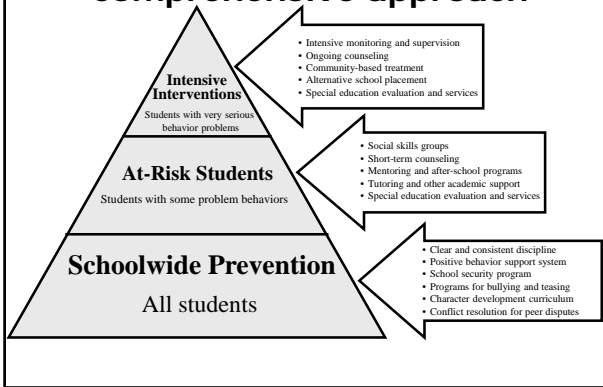 comprehensive approach
Intensive
Interventions
Students with very serious
behavior problems
• Intensive monitoring and supervision
• Ongoing counseling
• Community-based treatment
• Alternative school placement
• Special education evaluation and services
At-Risk Students
Students with some problem behaviors
• Social skills groups
• Short-term counseling
• Mentoring and after-school programs
• Tutoring and other academic support
• Special education evaluation and services
Schoolwide Prevention
All students
• Clear and consistent discipline
• Positive behavior support system
• School security program
• Programs for bullying and teasing
• Character development curriculum
• Conflict resolution for peer disputes